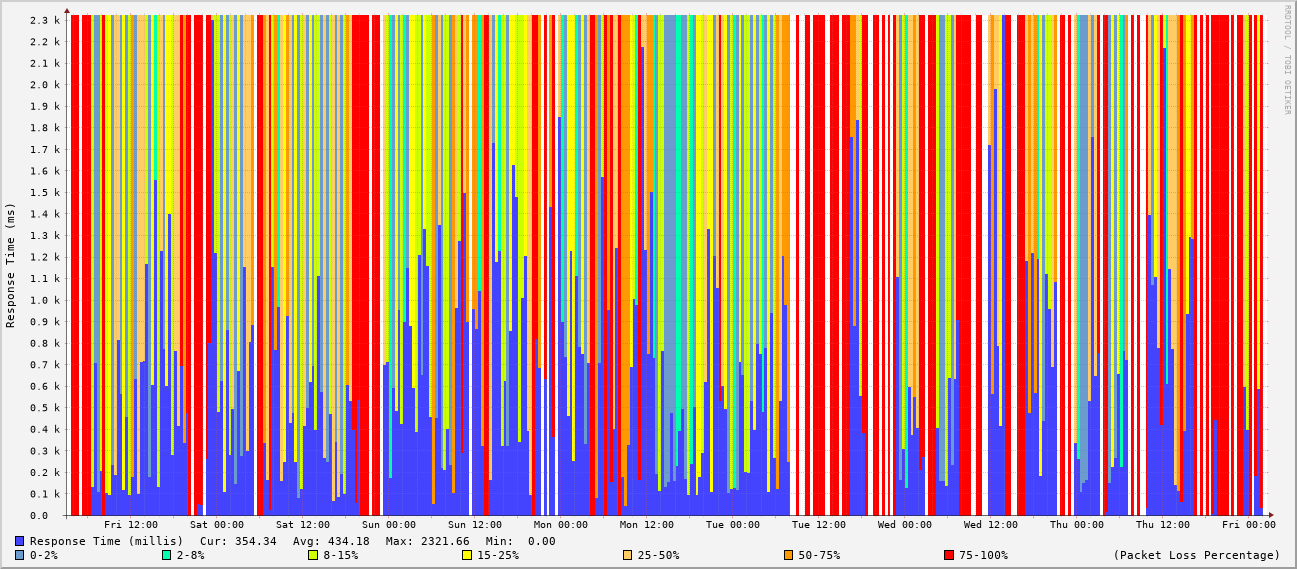 2.3 k
2.2 k
2.1 k
2.0 k
1.9 k
1.8 k
1.7 k
1.6 k
1.5 k
1.4 k
1.3 k
1.2 k
1.1 k
1.0 k
0.9 k
0.8 k
0.7 k
0.6 k
0.5 k
0.4 k
0.3 k
0.2 k
0.1 k
0.0
Response Time (ms)
RRDTOOL / TOBI OETIKER
Fri 12:00 Sat 00:00 Sat 12:00 Sun 00:00 Sun 12:00 Mon 00:00 Mon 12:00 Tue 00:00 Tue 12:00 Wed 00:00 Wed 12:00 Thu 00:00 Thu 12:00 Fri 00:00
Response Time (millis) Cur: 354.34 Avg: 434.18 Max: 2321.66 Min: 0.00
0-2% 2-8% 8-15% 15-25% 25-50% 50-75% 75-100% (Packet Loss Percentage)